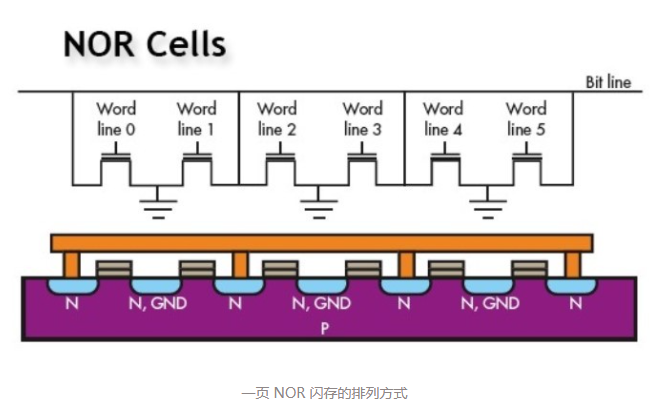 NOR Cells
Bit line
Word line 0
Word line 1
Word line 2
Word line 3
Word line 4
Word line 5
N
N, GND
N
N, GND
N
N, GND
N
P
一页 NOR 闪存的排列方式